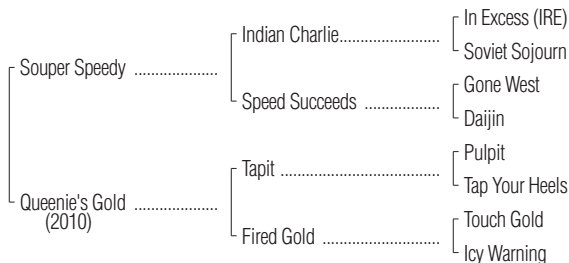 In Excess (IRE)
Indian Charlie....................
Soviet Sojourn
Souper Speedy .................
Gone West
Speed Succeeds ...............
Daijin
Pulpit
Tapit ................................
Tap Your Heels
Queenie's Gold .................
(2010)
Touch Gold
Fired Gold ........................
Icy Warning